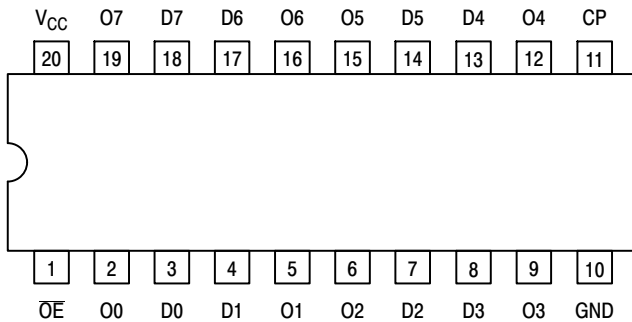 VCC O7 D7 D6 O6 O5 D5 D4 O4 CP
20 19 18 17 16 15 14 13 12 11
1 2 3 4 5 6 7 8 9 10
O̅E̅ O0 D0 D1 O1 O2 D2 D3 O3 GND